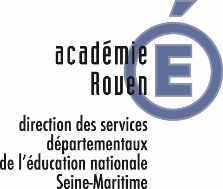 académie
Rouen
É
direction des services
départementaux
de l'éducation nationale
Seine-Maritime